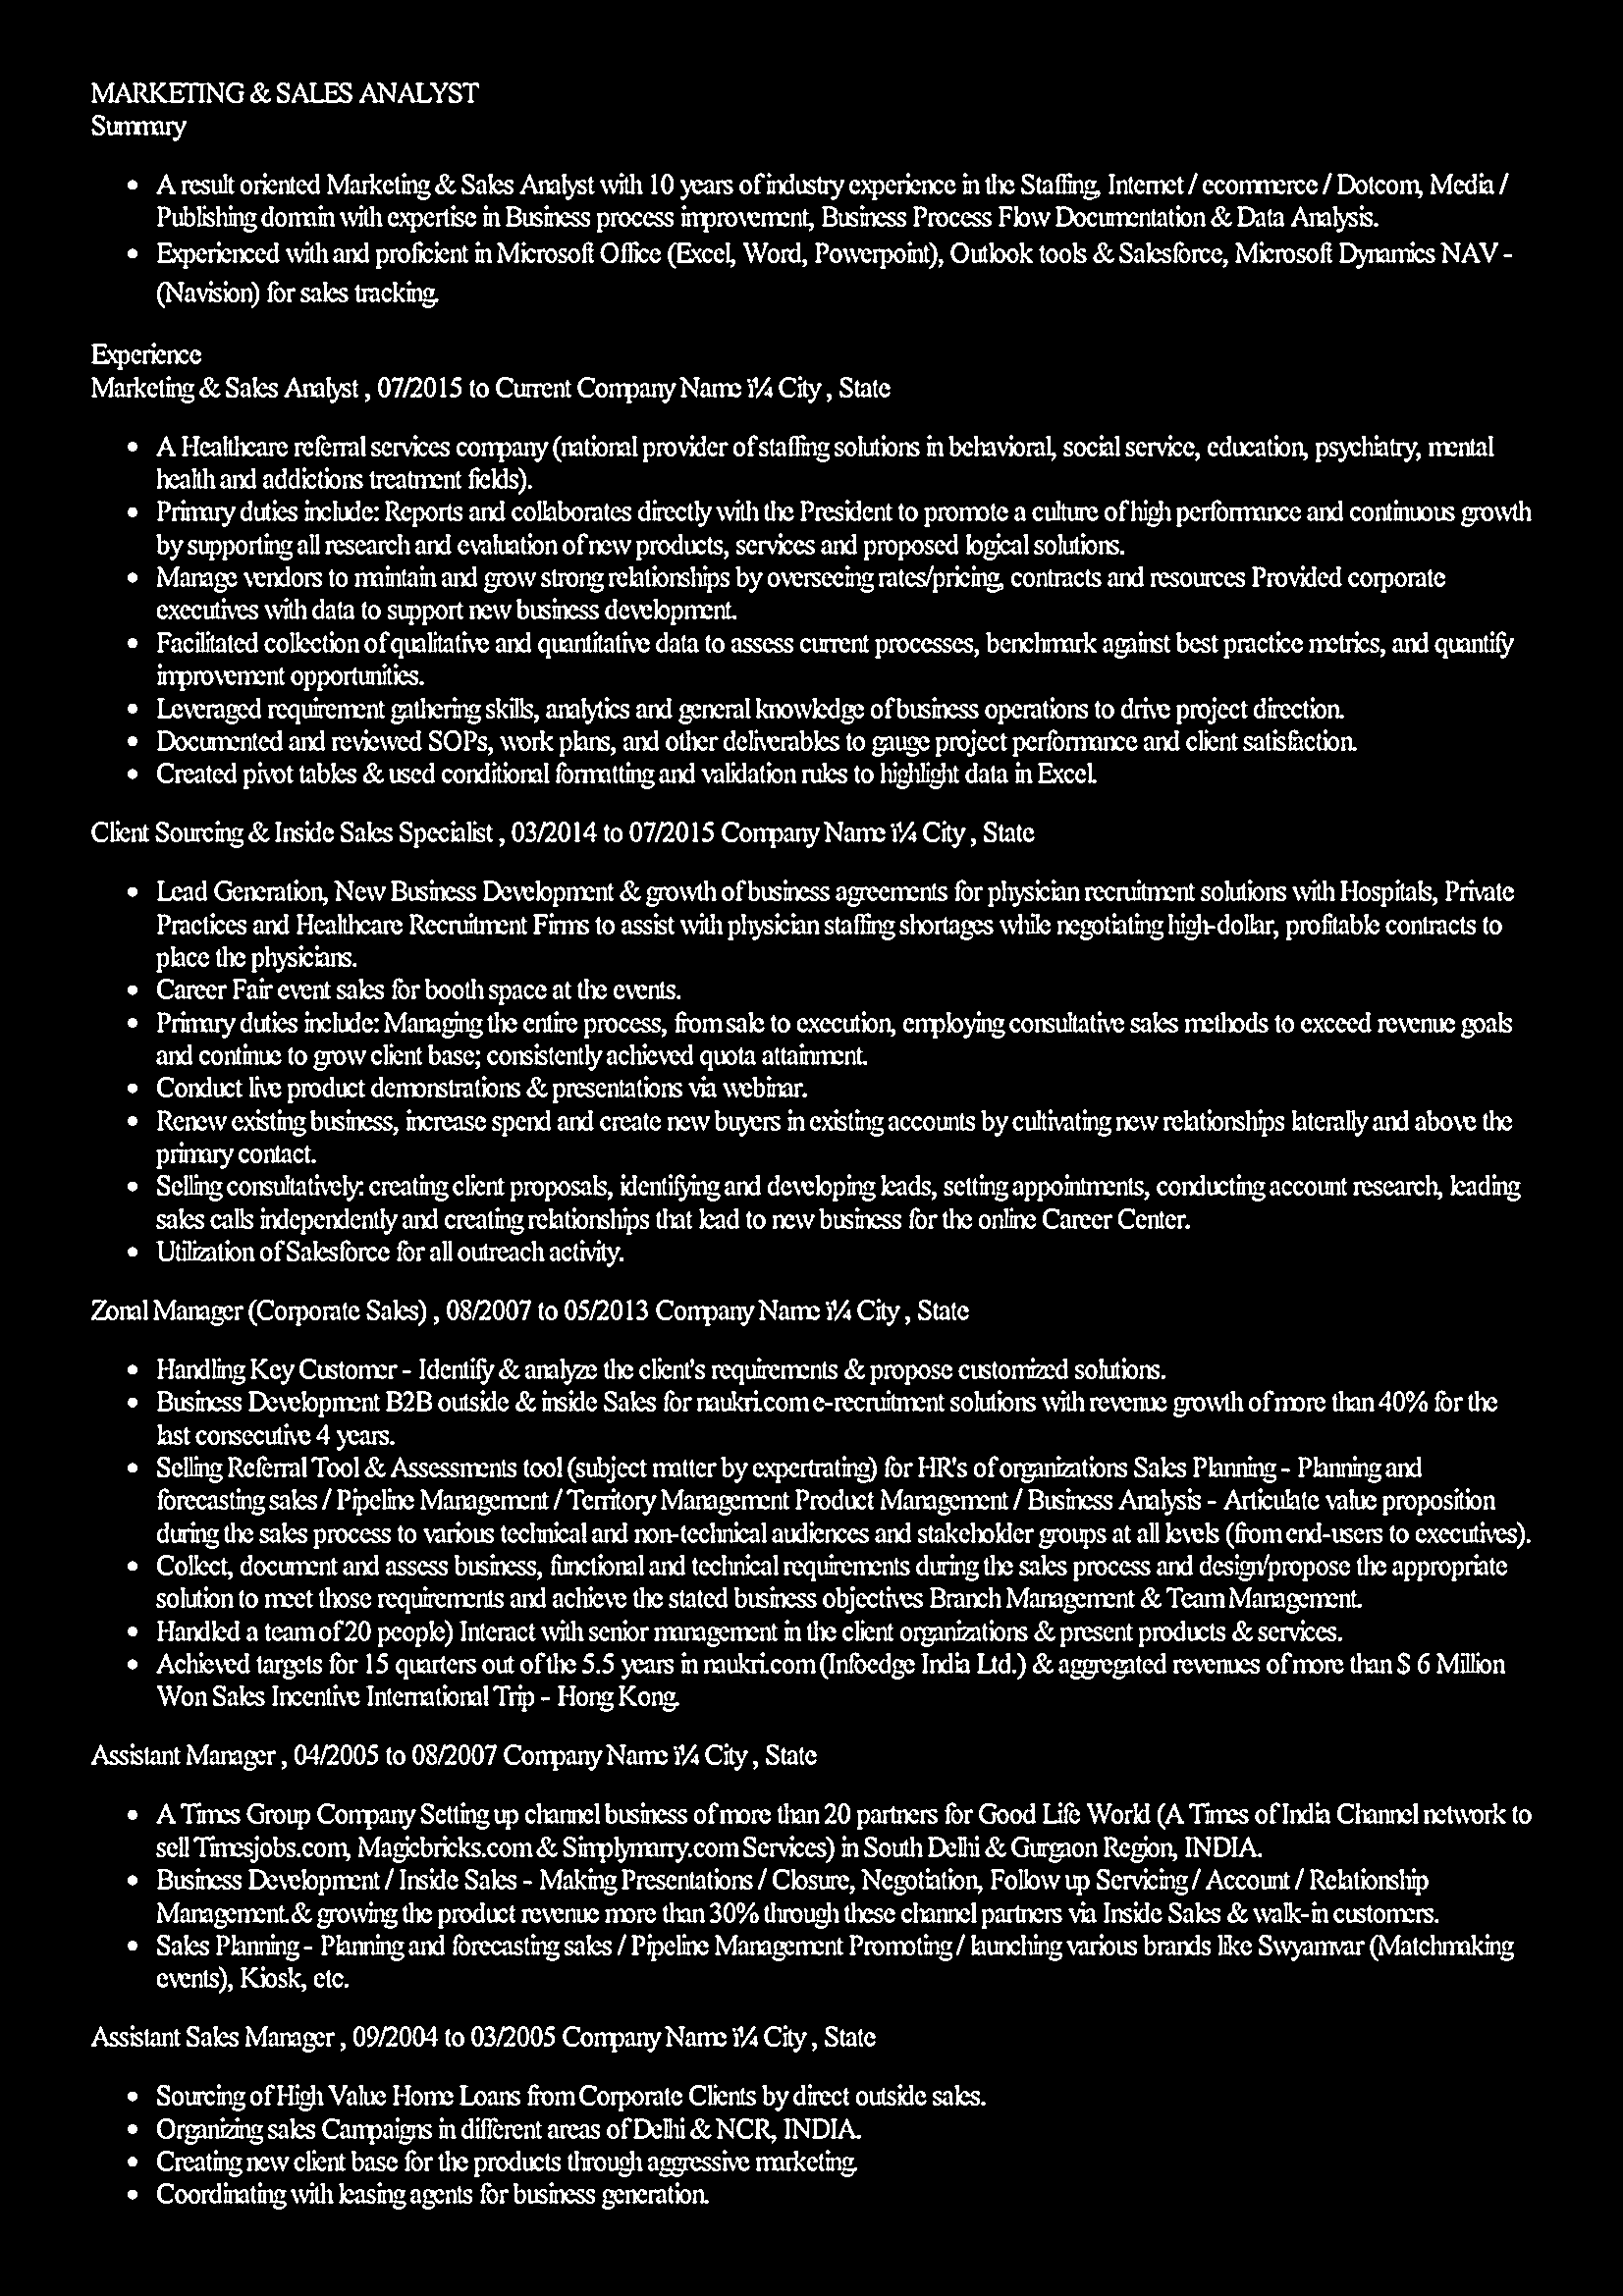 MARKETING & SALES ANALYST
Summary
• A result oriented Marketing & Sales Analyst with 10 years of industry experience in the Staffing, Internet / ecommerce / Dotcom, Media /
Publishing domain with expertise in Business process improvement, Business Process Flow Documentation & Data Analysis.
• Experienced with and proficient in Microsoft Office (Excel, Word, Powerpoint), Outlook tools & Salesforce, Microsoft Dynamics NAV -
(Navision) for sales tracking.
Experience
Marketing & Sales Analyst , 07/2015 to Current Company Name ï¼ City , State
• A Healthcare referral services company (national provider of staffing solutions in behavioral, social service, education, psychiatry, mental
health and addictions treatment fields).
• Primary duties include: Reports and collaborates directly with the President to promote a culture of high performance and continuous growth
by supporting all research and evaluation of new products, services and proposed logical solutions.
• Manage vendors to maintain and grow strong relationships by overseeing rates/pricing, contracts and resources Provided corporate
executives with data to support new business development.
• Facilitated collection of qualitative and quantitative data to assess current processes, benchmark against best practice metrics, and quantify
improvement opportunities.
• Leveraged requirement gathering skills, analytics and general knowledge of business operations to drive project direction.
• Documented and reviewed SOPs, work plans, and other deliverables to gauge project performance and client satisfaction.
• Created pivot tables & used conditional formatting and validation rules to highlight data in Excel.
Client Sourcing & Inside Sales Specialist , 03/2014 to 07/2015 Company Name ï¼ City , State
• Lead Generation, New Business Development & growth of business agreements for physician recruitment solutions with Hospitals, Private
Practices and Healthcare Recruitment Firms to assist with physician staffing shortages while negotiating high-dollar, profitable contracts to
place the physicians.
• Career Fair event sales for booth space at the events.
• Primary duties include: Managing the entire process, from sale to execution, employing consultative sales methods to exceed revenue goals
and continue to grow client base; consistently achieved quota attainment.
• Conduct live product demonstrations & presentations via webinar.
• Renew existing business, increase spend and create new buyers in existing accounts by cultivating new relationships laterally and above the
primary contact.
• Selling consultatively: creating client proposals, identifying and developing leads, setting appointments, conducting account research, leading
sales calls independently and creating relationships that lead to new business for the online Career Center.
• Utilization of Salesforce for all outreach activity.
Zonal Manager (Corporate Sales) , 08/2007 to 05/2013 Company Name ï¼ City , State
• Handling Key Customer - Identify & analyze the client's requirements & propose customized solutions.
• Business Development B2B outside & inside Sales for naukri.com e-recruitment solutions with revenue growth of more than 40% for the
last consecutive 4 years.
• Selling Referral Tool & Assessments tool (subject matter by expertrating) for HR's of organizations Sales Planning - Planning and
forecasting sales / Pipeline Management / Territory Management Product Management / Business Analysis - Articulate value proposition
during the sales process to various technical and non-technical audiences and stakeholder groups at all levels (from end-users to executives).
• Collect, document and assess business, functional and technical requirements during the sales process and design/propose the appropriate
solution to meet those requirements and achieve the stated business objectives Branch Management & Team Management.
• Handled a team of 20 people) Interact with senior management in the client organizations & present products & services.
• Achieved targets for 15 quarters out of the 5.5 years in naukri.com (Infoedge India Ltd.) & aggregated revenues of more than $ 6 Million
Won Sales Incentive International Trip - Hong Kong.
Assistant Manager , 04/2005 to 08/2007 Company Name ï¼ City , State
• A Times Group Company Setting up channel business of more than 20 partners for Good Life World (A Times of India Channel network to
sell Timesjobs.com, Magicbricks.com & Simplymarry.com Services) in South Delhi & Gurgaon Region, INDIA.
• Business Development / Inside Sales - Making Presentations / Closure, Negotiation, Follow up Servicing / Account / Relationship
Management.& growing the product revenue more than 30% through these channel partners via Inside Sales & walk-in customers.
• Sales Planning - Planning and forecasting sales / Pipeline Management Promoting / launching various brands like Swyamvar (Matchmaking
events), Kiosk, etc.
Assistant Sales Manager , 09/2004 to 03/2005 Company Name ï¼ City , State
• Sourcing of High Value Home Loans from Corporate Clients by direct outside sales.
• Organizing sales Campaigns in different areas of Delhi & NCR, INDIA.
• Creating new client base for the products through aggressive marketing.
• Coordinating with leasing agents for business generation.